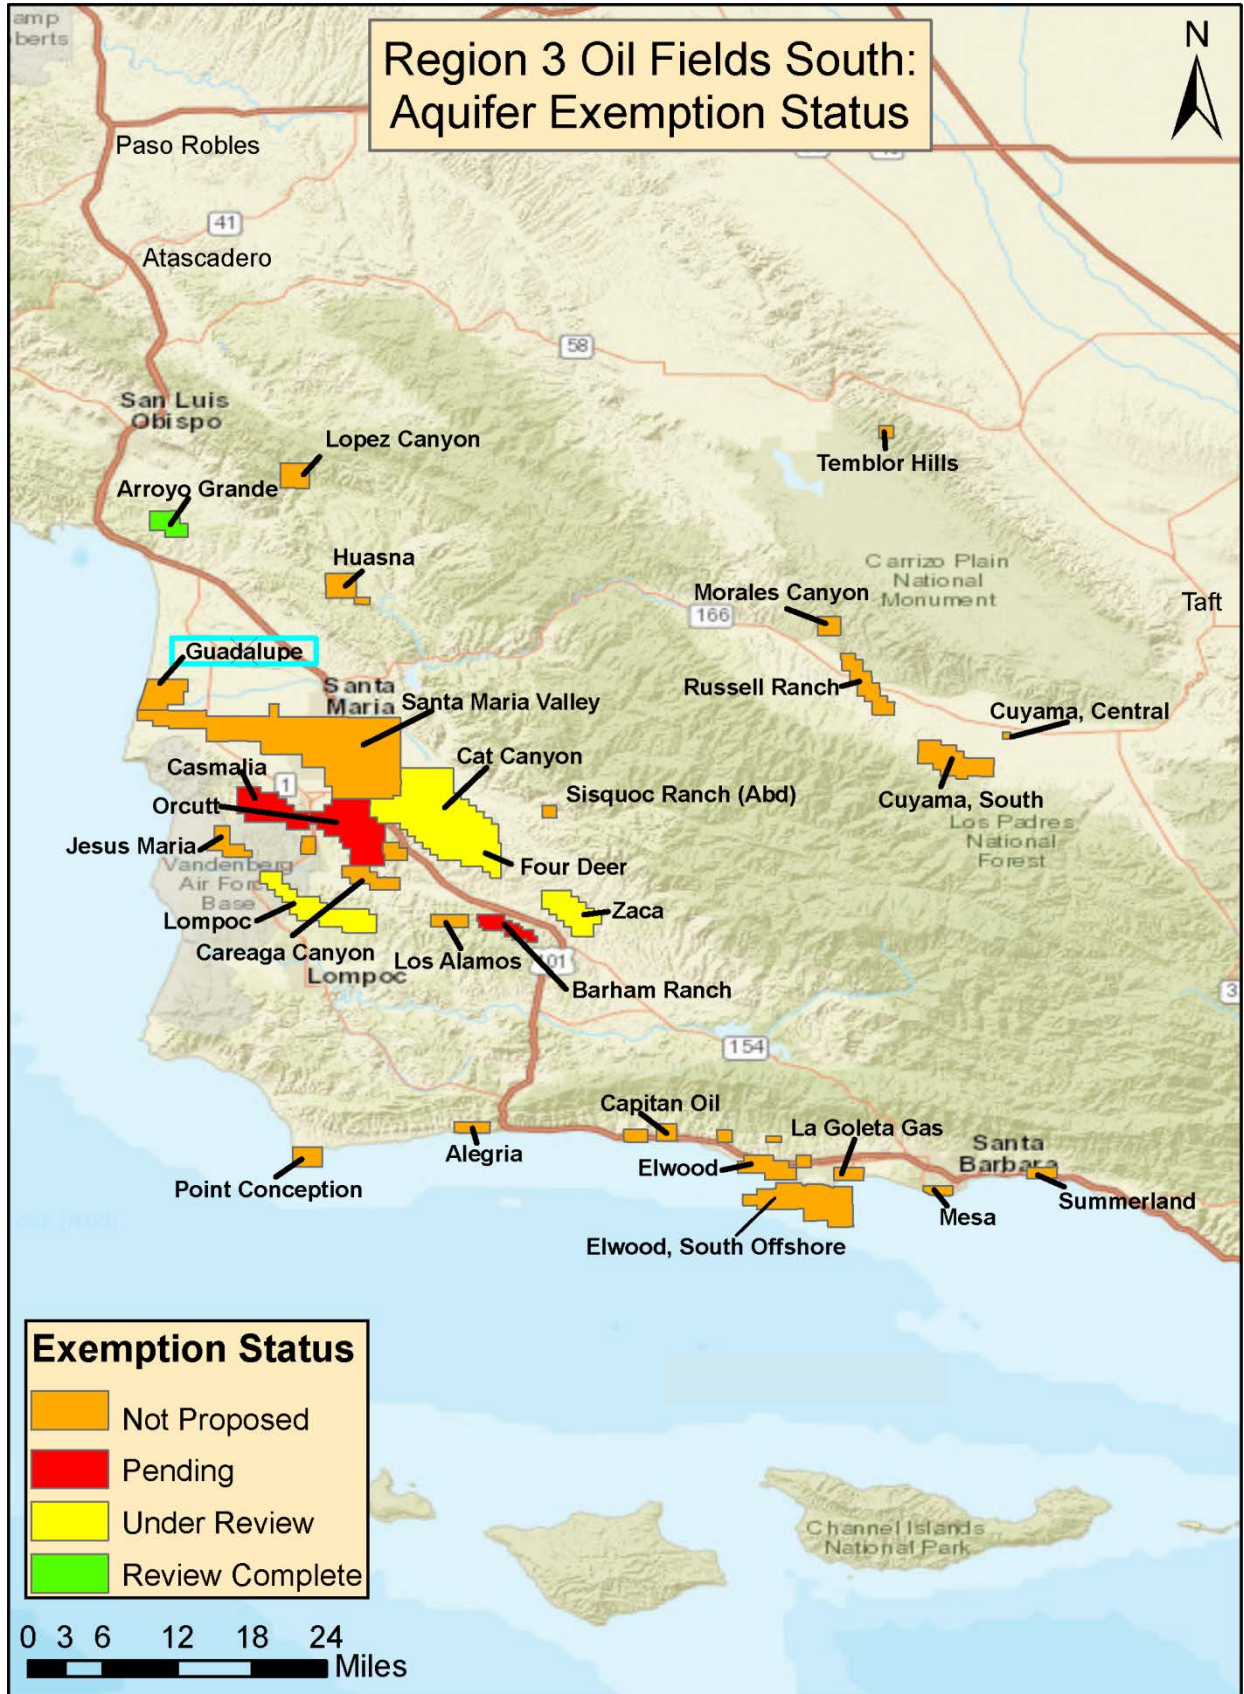 amp
berts
Region 3 Oil Fields South:
Aquifer Exemption Status
N
Paso Robles
41
Atascadero
58
San Luis
Obispo
Lopez Canyon
Temblor Hills
Arroyo Grande
Huasna
Carrizo Plain
National
Monument
Morales Canyon
Taft
166
Guadalupe
Russell Ranch
Santa
Maria
Santa Maria Valley
Cuyama, Central
Cat Canyon
Casmalia
1
Sisquoc Ranch (Abd)
Orcutt
Cuyama, South
Los Padres
National
Forest
Jesus Maria
Vandenberg
Air Forc
Base
Four Deer
Lompoc
Zaca
Careaga Canyon
Los Alamos
101
Lompoc
Barham Ranch
3
154
Capitan Oil
La Goleta Gas
Santa
Barbara
Alegria
Elwood
Point Conception
Summerland
Mesa
Elwood, South Offshore
Exemption Status
Not Proposed
Pending
Under Review
Review Complete
Channel Islands
National Park
0 3 6 12 18 24
Miles